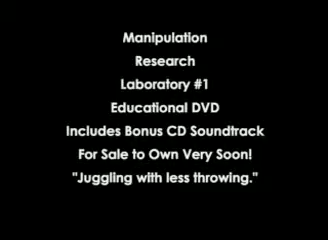 Manipulation
Research
Laboratory #1
Educational DVD
Includes Bonus CD Soundtrack
For Sale to Own Very Soon!
"Juggling with less throwing."